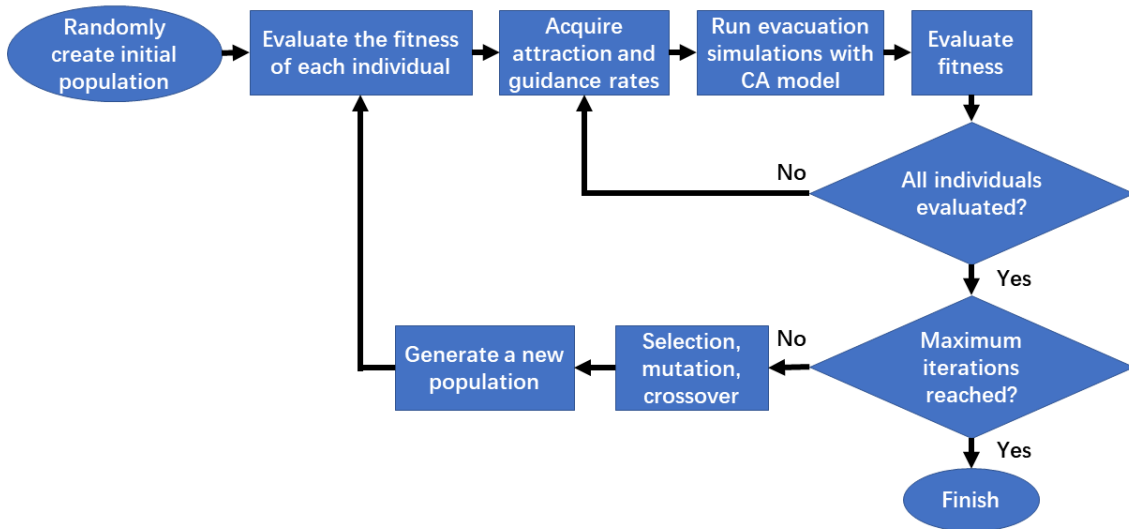 Randomly
create initial
population
Evaluate the fitness
of each individual
Acquire
attraction and
guidance rates
Run evacuation
simulations with
CA model
Evaluate
fitness
No
All individuals
evaluated?
Yes
Generate a new
population
Selection,
mutation,
crossover
No
Maximum
iterations
reached?
Yes
Finish